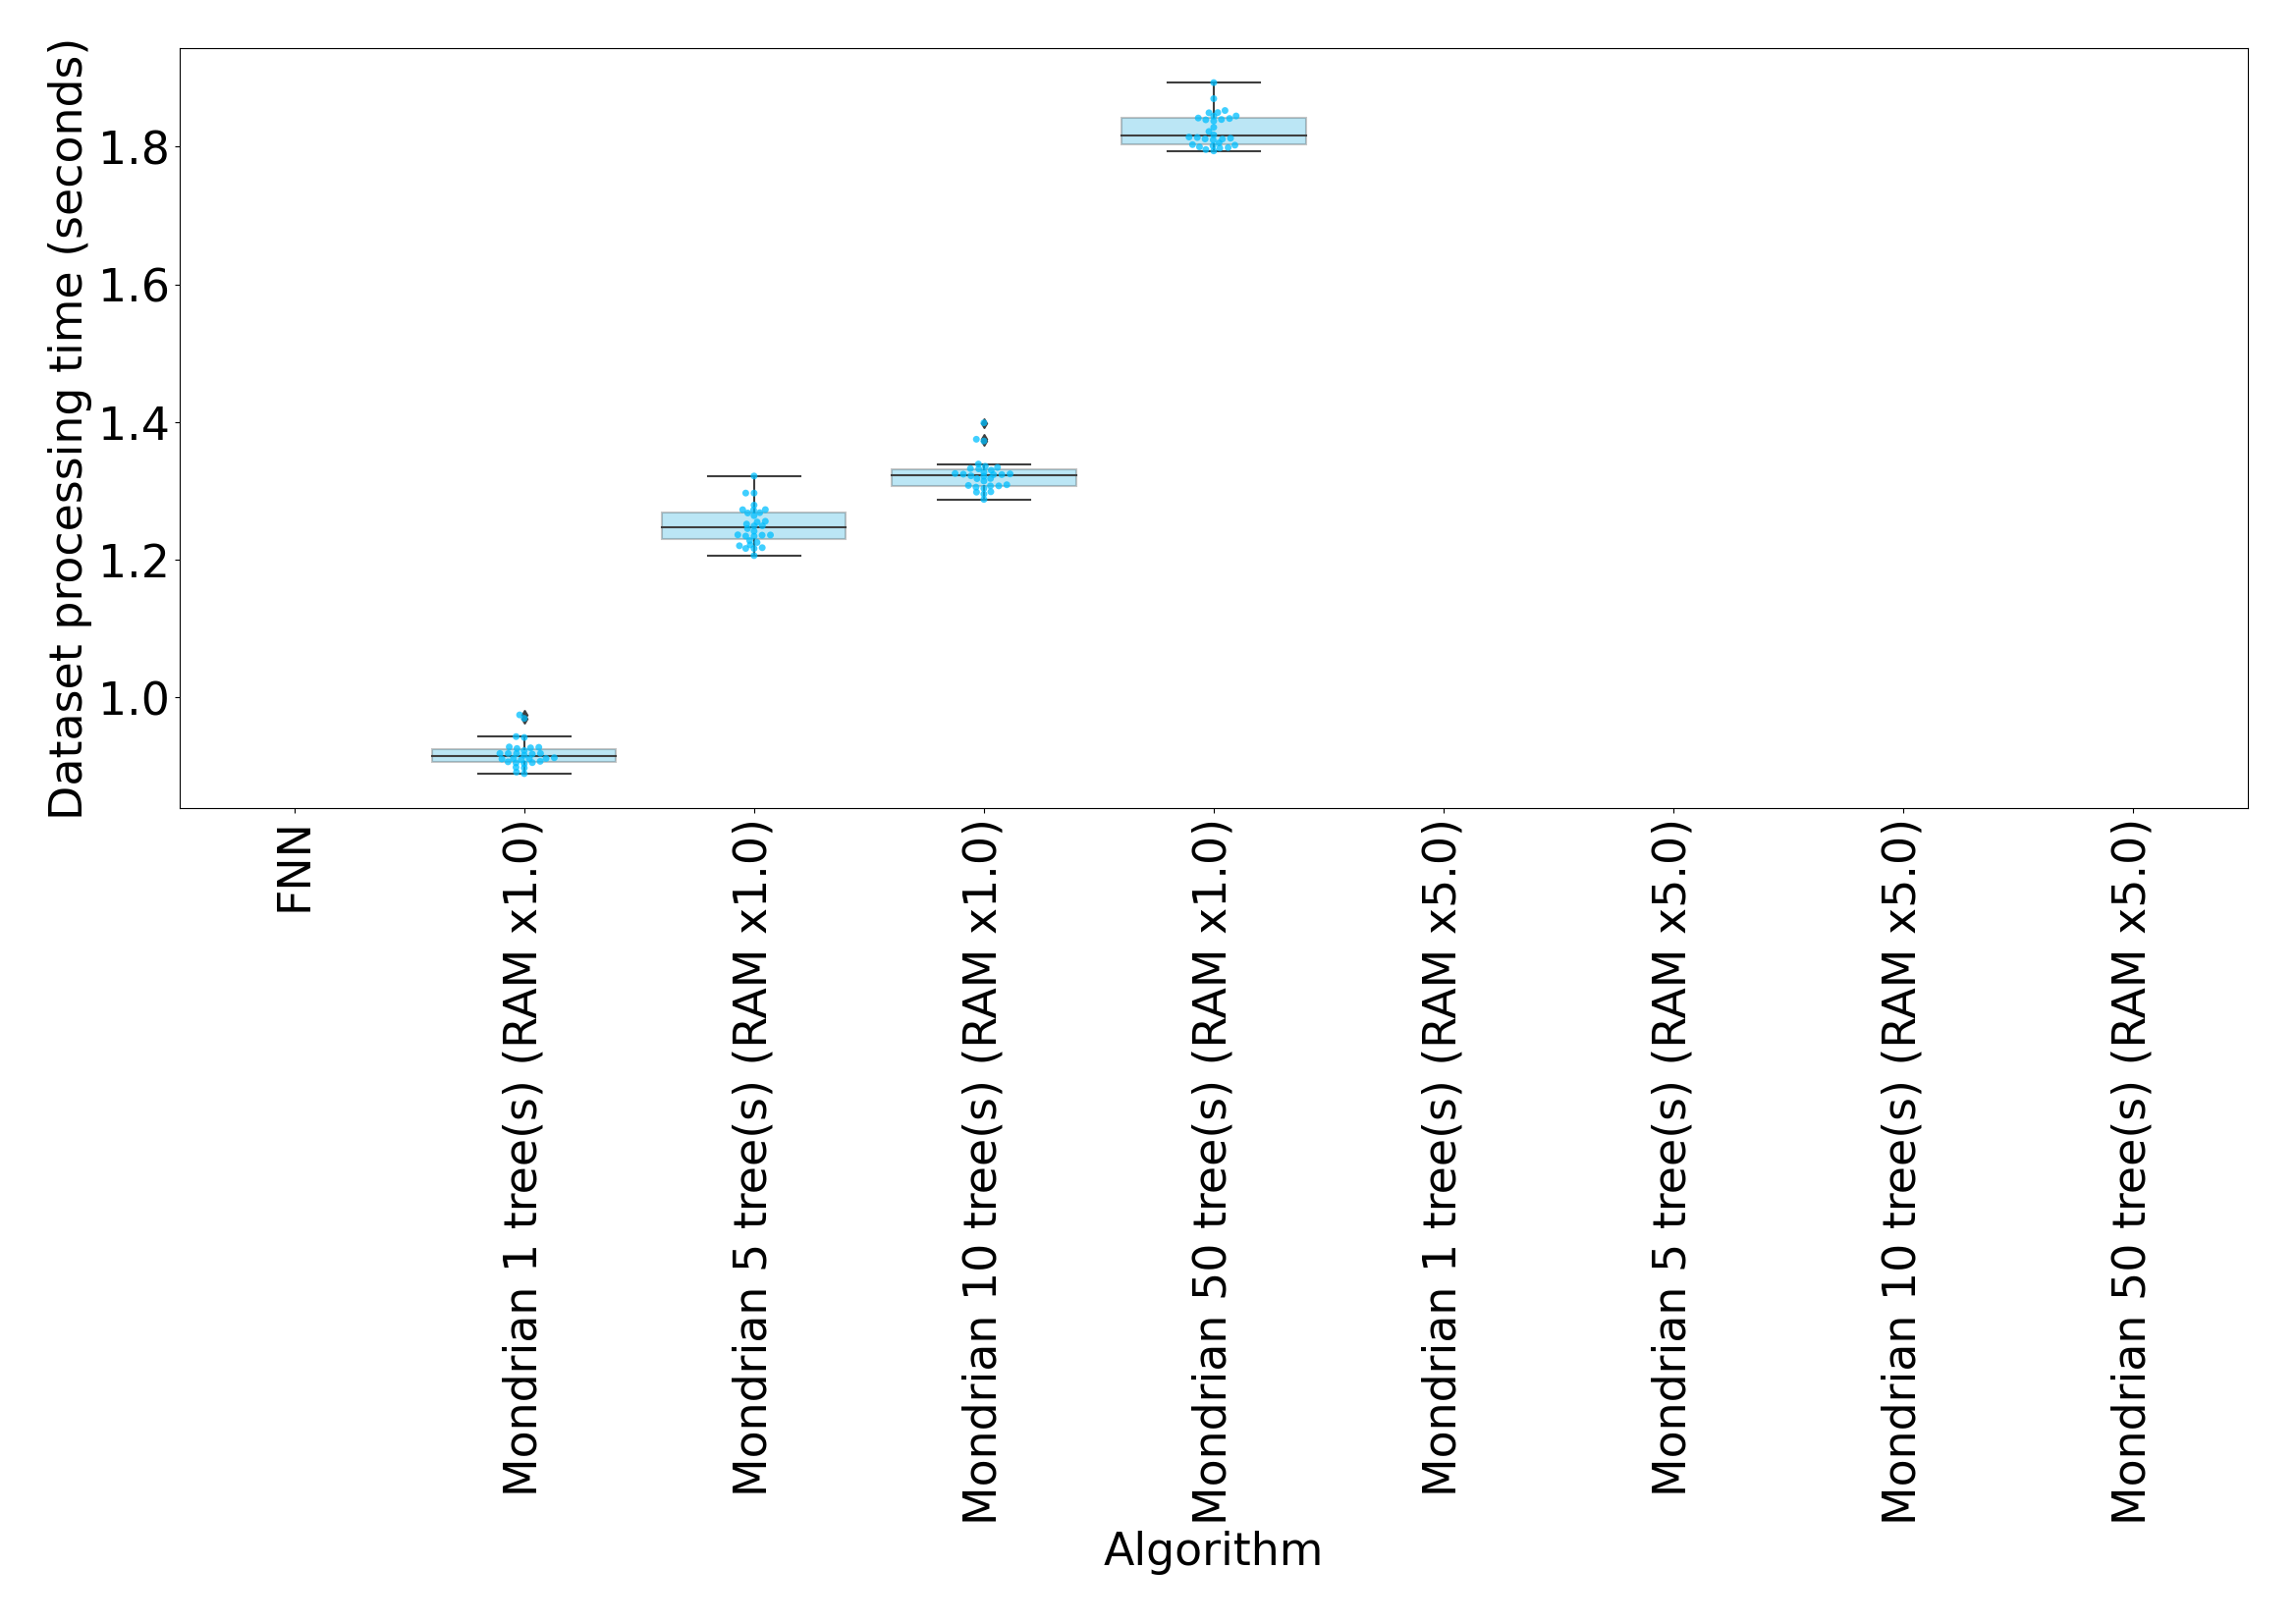 Dataset processing time (seconds)
1.8
1.6
1.4
1.2
1.0
FNN
Mondrian 1 tree(s) (RAM x1.0)
Mondrian 5 tree(s) (RAM x1.0)
Mondrian 10 tree(s) (RAM x1.0)
Mondrian 50 tree(s) (RAM x1.0)
Mondrian 1 tree(s) (RAM x5.0)
Mondrian 5 tree(s) (RAM x5.0)
Mondrian 10 tree(s) (RAM x5.0)
Mondrian 50 tree(s) (RAM x5.0)
Algorithm